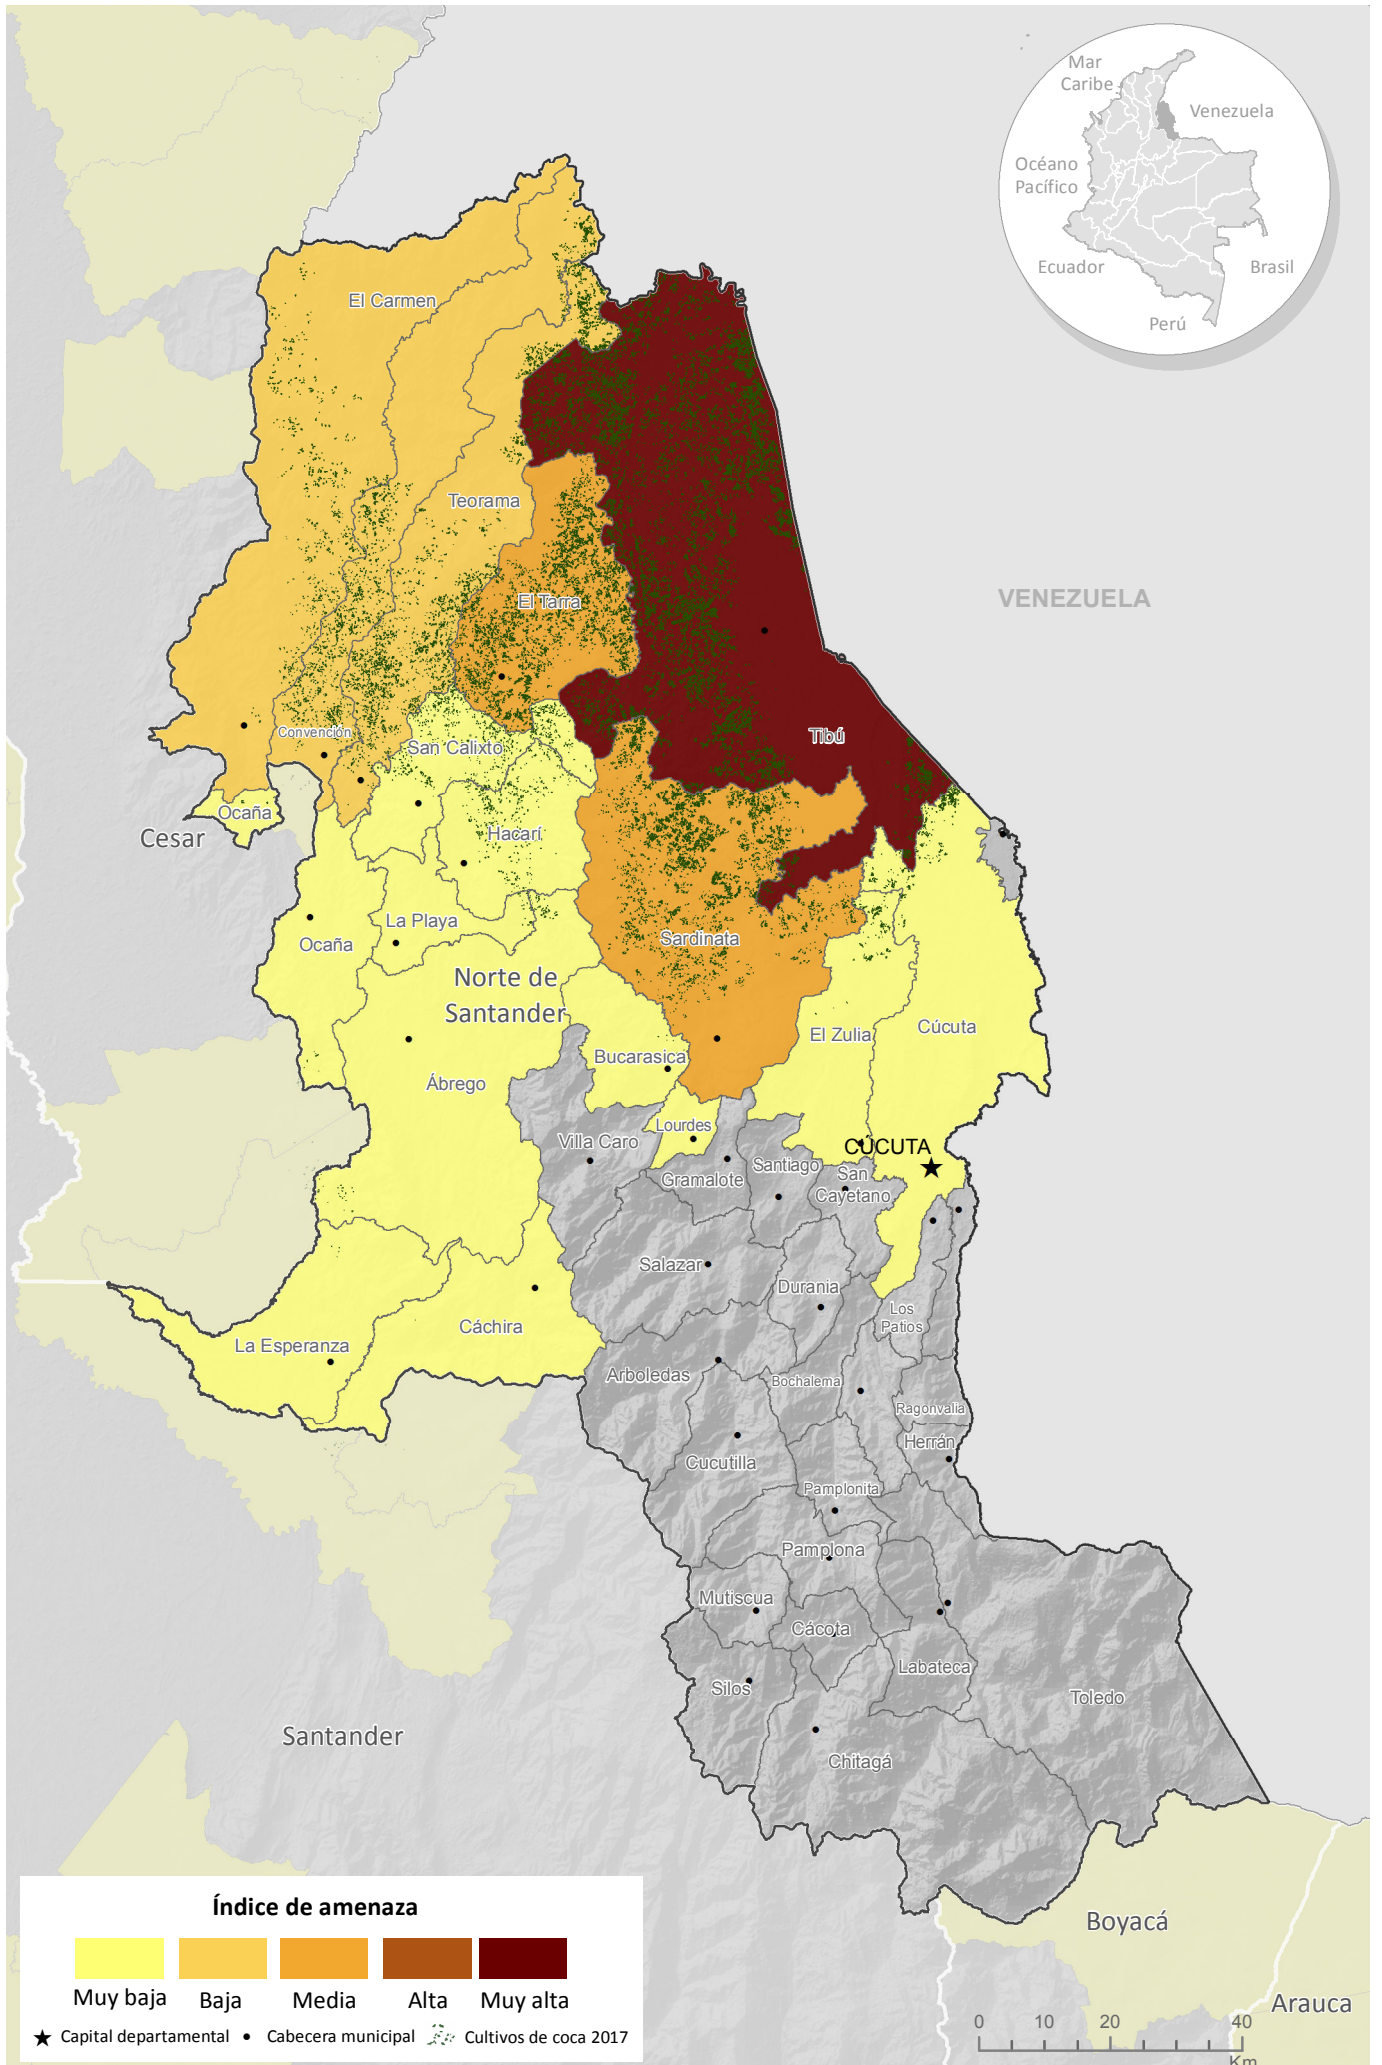 Mar
Caribe
Venezuela
Océano
Pacífico
Ecuador
Brasil
Perú
El Carmen
Teorama
VENEZUELA
El Tarra
Convención
Tibú
San Calixto
Ocaña
Cesar
Hacarí
La Playa
Ocaña
Sardinata
Norte de
Santander
El Zulia
Cúcuta
Bucarasica
Ábrego
Lourdes
Villa Caro
CÚCUTA
Santiago
Gramalote
San
Cayetano
Salazar
Durania
Los
Patios
Cáchira
La Esperanza
Arboledas
Bochalema
Ragonvalia
Herrán
Cucutilla
Pamplonita
Pamplona
Mutiscua
Cácota
Labateca
Silos
Toledo
Santander
Chitagá
Índice de amenaza
Muy baja Baja Media Alta Muy alta
Capital departamental Cabecera municipal Cultivos de coca 2017
Boyacá
Arauca
0 10 20 40
Km